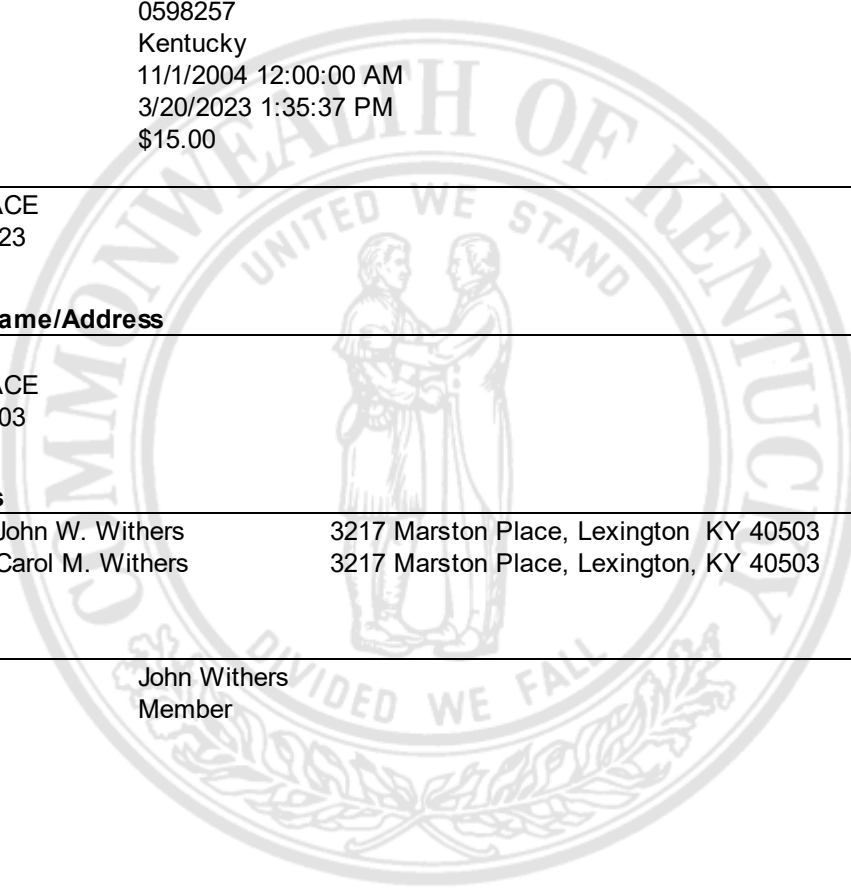 0598257
Kentucky
11/1/2004 12:00:00 AM
3/20/2023 1:35:37 PM
$15.00
ACE
23
ame/Address
ACE
03
s
John W. Withers 3217 Marston Place, Lexington  KY 40503
Carol M. Withers 3217 Marston Place, Lexington, KY 40503
John Withers
Member
COMMONWEALTH OF KENTUCKY
UNITED WE STAND
DIVIDED WE FALL